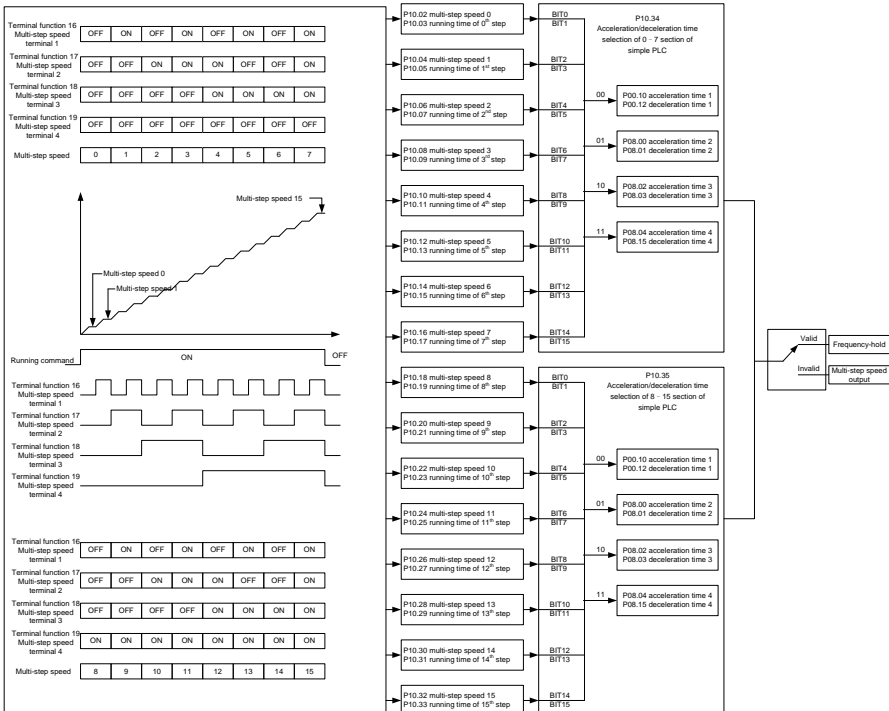 Terminal function 16
Multi-step speed
terminal 1
OFF ON OFF ON OFF ON OFF ON
Terminal function 17
Multi-step speed
terminal 2
OFF OFF ON ON OFF OFF ON ON
Terminal function 18
Multi-step speed
terminal 3
OFF OFF OFF OFF ON ON ON ON
Terminal function 19
Multi-step speed
terminal 4
OFF OFF OFF OFF OFF OFF OFF OFF
Multi-step speed
0 1 2 3 4 5 6 7
Multi-step speed 15
Multi-step speed 0
Multi-step speed 1
Running command
ON
OFF
Terminal function 16
Multi-step speed
terminal 1
Terminal function 17
Multi-step speed
terminal 2
Terminal function 18
Multi-step speed
terminal 3
Terminal function 19
Multi-step speed
terminal 4
Terminal function 16
Multi-step speed
terminal 1
OFF ON OFF ON OFF ON OFF ON
Terminal function 17
Multi-step speed
terminal 2
OFF OFF ON ON OFF OFF ON ON
Terminal function 18
Multi-step speed
terminal 3
OFF OFF OFF OFF ON ON ON ON
Terminal function 19
Multi-step speed
terminal 4
ON ON ON ON ON ON ON ON
Multi-step speed
8 9 10 11 12 13 14 15
P10.02 multi-step speed 0
P10.03 running time of 0th step
P10.04 multi-step speed 1
P10.05 running time of 1st step
P10.06 multi-step speed 2
P10.07 running time of 2nd step
P10.08 multi-step speed 3
P10.09 running time of 3rd step
P10.10 multi-step speed 4
P10.11 running time of 4th step
P10.12 multi-step speed 5
P10.13 running time of 5th step
P10.14 multi-step speed 6
P10.15 running time of 6th step
P10.16 multi-step speed 7
P10.17 running time of 7th step
P10.18 multi-step speed 8
P10.19 running time of 8th step
P10.20 multi-step speed 9
P10.21 running time of 9th step
P10.22 multi-step speed 10
P10.23 running time of 10th step
P10.24 multi-step speed 11
P10.25 running time of 11th step
P10.26 multi-step speed 12
P10.27 running time of 12th step
P10.28 multi-step speed 13
P10.29 running time of 13th step
P10.30 multi-step speed 14
P10.31 running time of 14th step
P10.32 multi-step speed 15
P10.33 running time of 15th step
BIT0
BIT1
BIT2
BIT3
BIT4
BIT5
BIT6
BIT7
BIT8
BIT9
BIT10
BIT11
BIT12
BIT13
BIT14
BIT15
P10.34
Acceleration/deceleration time
selection of 0 - 7 section of
simple PLC
00
P00.10 acceleration time 1
P00.12 deceleration time 1
01
P08.00 acceleration time 2
P08.01 deceleration time 2
10
P08.02 acceleration time 3
P08.03 deceleration time 3
11
P08.04 acceleration time 4
P08.15 deceleration time 4
BIT0
BIT1
BIT2
BIT3
BIT4
BIT5
BIT6
BIT7
BIT8
BIT9
BIT10
BIT11
BIT12
BIT13
BIT14
BIT15
P10.35
Acceleration/deceleration time
selection of 8 - 15 section of
simple PLC
00
P00.10 acceleration time 1
P00.12 deceleration time 1
01
P08.00 acceleration time 2
P08.01 deceleration time 2
10
P08.02 acceleration time 3
P08.03 deceleration time 3
11
P08.04 acceleration time 4
P08.15 deceleration time 4
Valid
Frequency-hold
Invalid
Multi-step speed
output